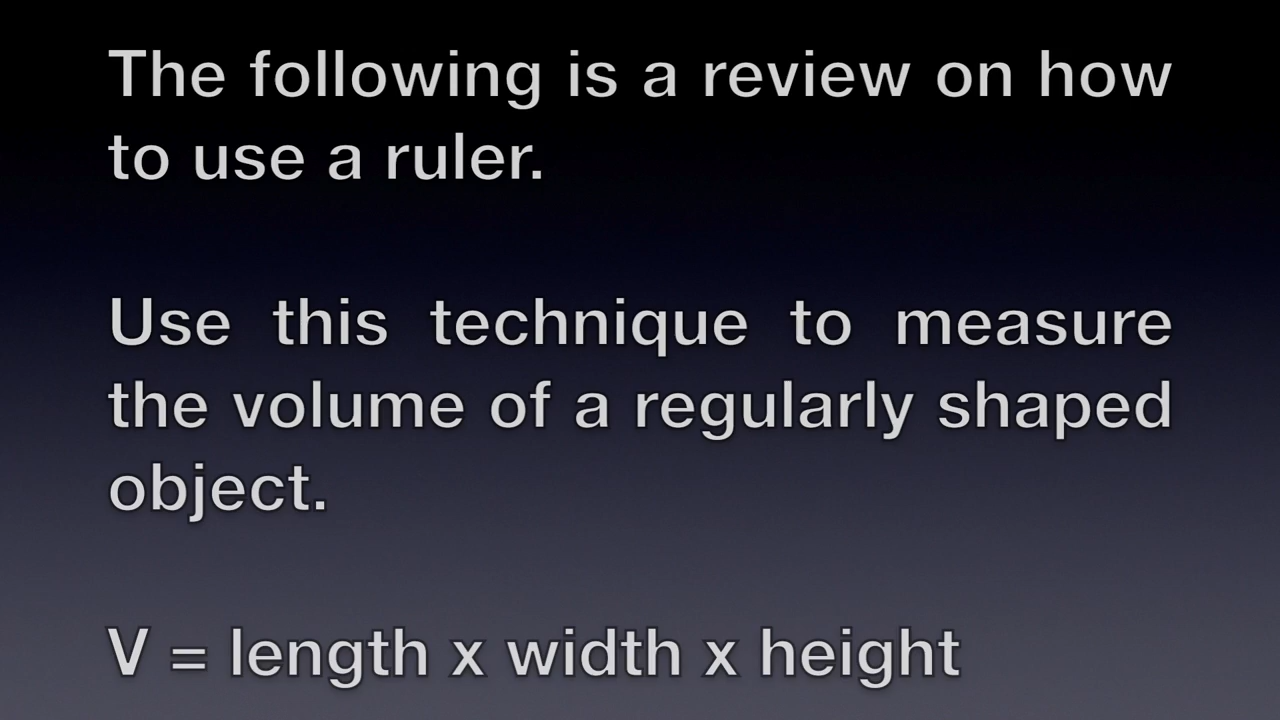 The following is a review on how
to use a ruler.
Use this technique to measure
the volume of a regularly shaped
object.
V = length x width x height